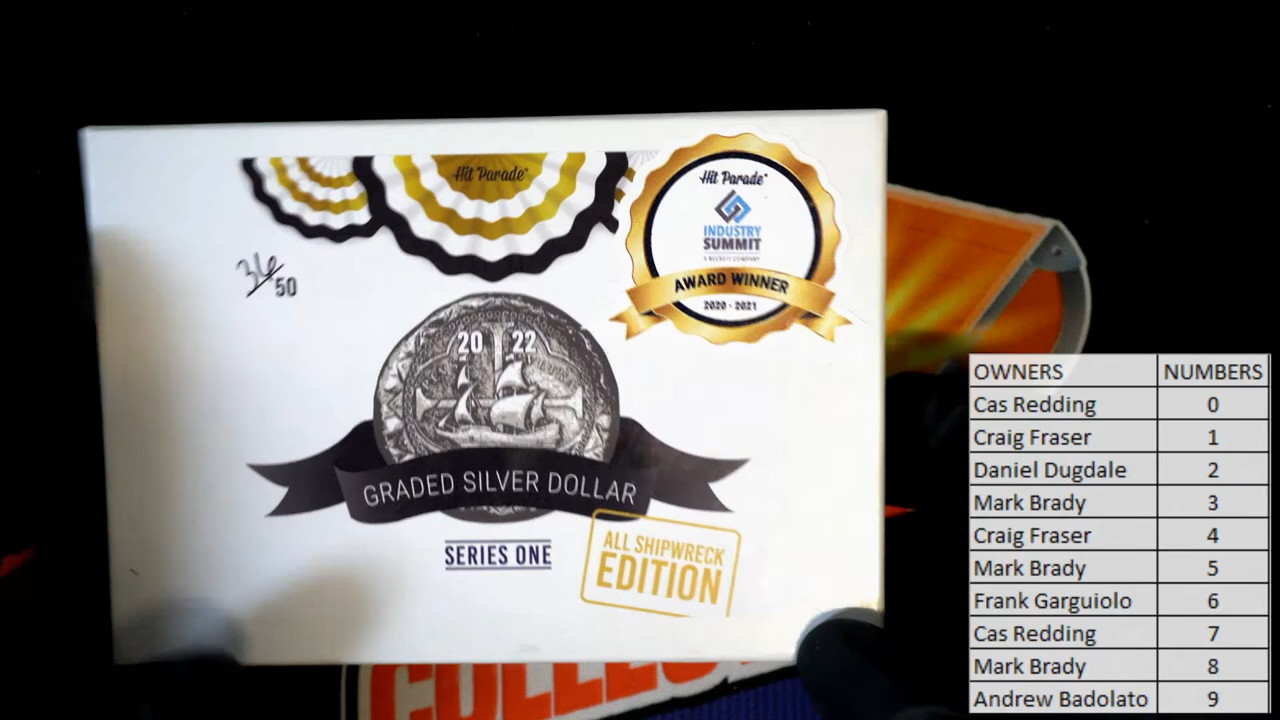 Hit Parade®
Hit Parade®
INDUSTRY
SUMMIT
A BECKETT COMPANY
AWARD WINNER
2020 - 2021
36/50
20 22
GRADED SILVER DOLLAR
SERIES ONE
ALL SHIPWRECK
EDITION
OWNERS NUMBERS
Cas Redding 0
Craig Fraser 1
Daniel Dugdale 2
Mark Brady 3
Craig Fraser 4
Mark Brady 5
Frank Garguiolo 6
Cas Redding 7
Mark Brady 8
Andrew Badolato 9